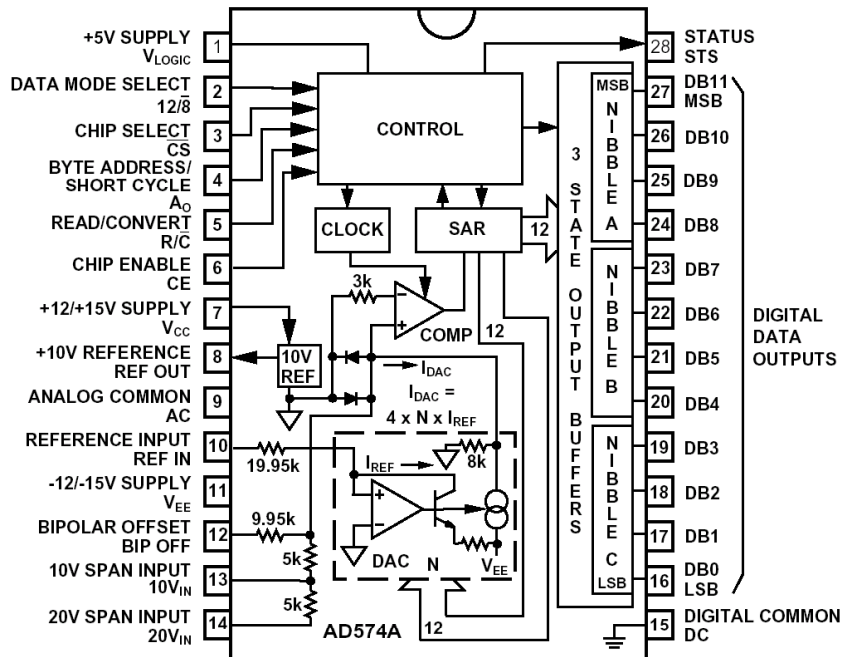 +5V SUPPLY
VLOGIC
1
DATA MODE SELECT
12/8̅
2
CHIP SELECT
C̅S̅
3
BYTE ADDRESS/
SHORT CYCLE
AO
4
READ/CONVERT
R/C̅
5
CHIP ENABLE
CE
6
+12/+15V SUPPLY
VCC
7
+10V REFERENCE
REF OUT
8
ANALOG COMMON
AC
9
REFERENCE INPUT
REF IN
10
-12/-15V SUPPLY
VEE
11
BIPOLAR OFFSET
BIP OFF
12
10V SPAN INPUT
10VIN
13
20V SPAN INPUT
20VIN
14
CONTROL
CLOCK
SAR
12
3k
−
+
COMP
12
10V
REF
IDAC
IDAC =
4 x N x IREF
19.95k
IREF
8k
+
−
9.95k
5k
5k
DAC
N
VEE
12
AD574A
3 STATE OUTPUT BUFFERS
MSB
NIBBLE A
NIBBLE B
NIBBLE C
LSB
28
STATUS
STS
27
DB11
MSB
26
DB10
25
DB9
24
DB8
23
DB7
22
DB6
21
DB5
20
DB4
19
DB3
18
DB2
17
DB1
16
DB0
LSB
15
DIGITAL COMMON
DC
DIGITAL
DATA
OUTPUTS